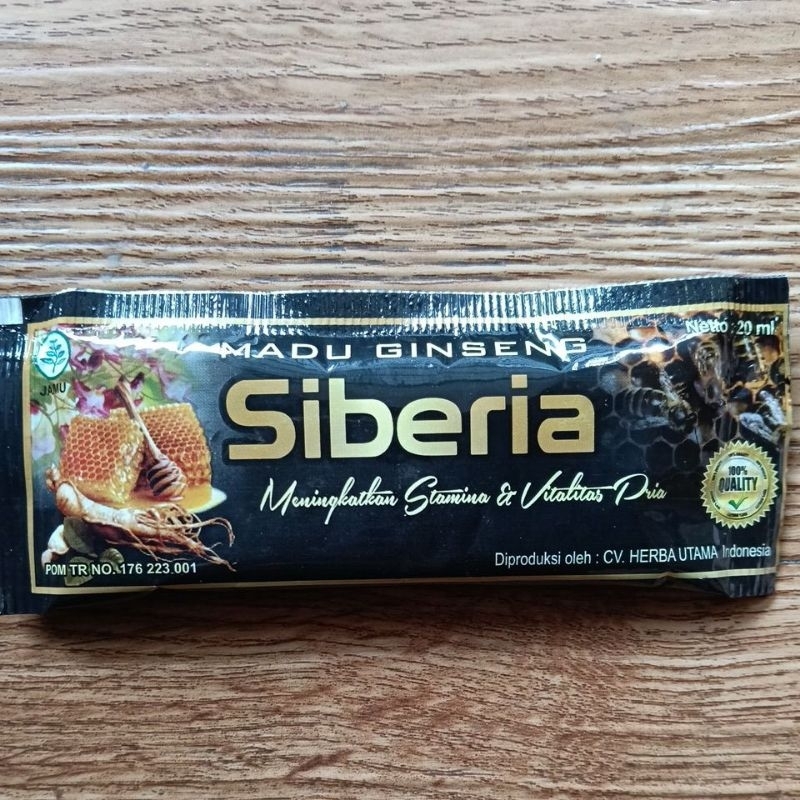 Netto : 20 ml
MADU GINSENG
JAMU
Siberia
Meningkatkan Stamina & Vitalitas Pria
100%
QUALITY
POM TR NO. 176 223.001
Diproduksi oleh : CV. HERBA UTAMA Indonesia